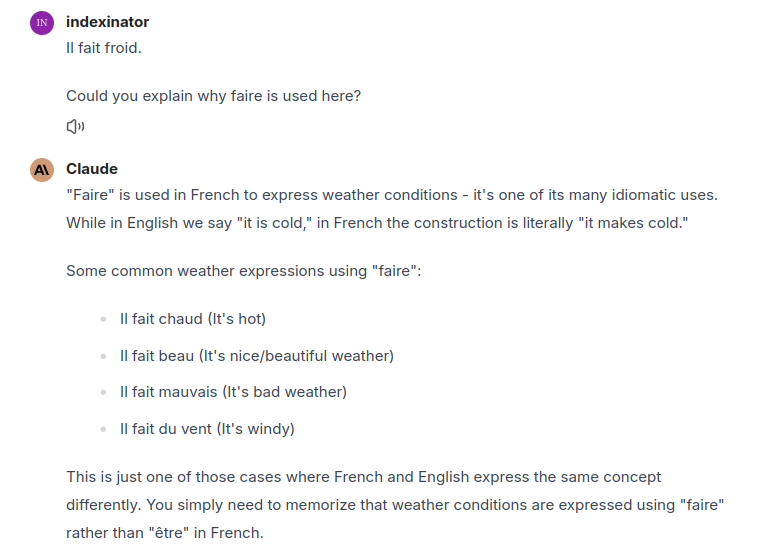 IN
indexinator
Il fait froid.
Could you explain why faire is used here?
A\
Claude
"Faire" is used in French to express weather conditions - it's one of its many idiomatic uses.
While in English we say "it is cold," in French the construction is literally "it makes cold."
Some common weather expressions using "faire":
Il fait chaud (It's hot)
Il fait beau (It's nice/beautiful weather)
Il fait mauvais (It's bad weather)
Il fait du vent (It's windy)
This is just one of those cases where French and English express the same concept
differently. You simply need to memorize that weather conditions are expressed using "faire"
rather than "être" in French.